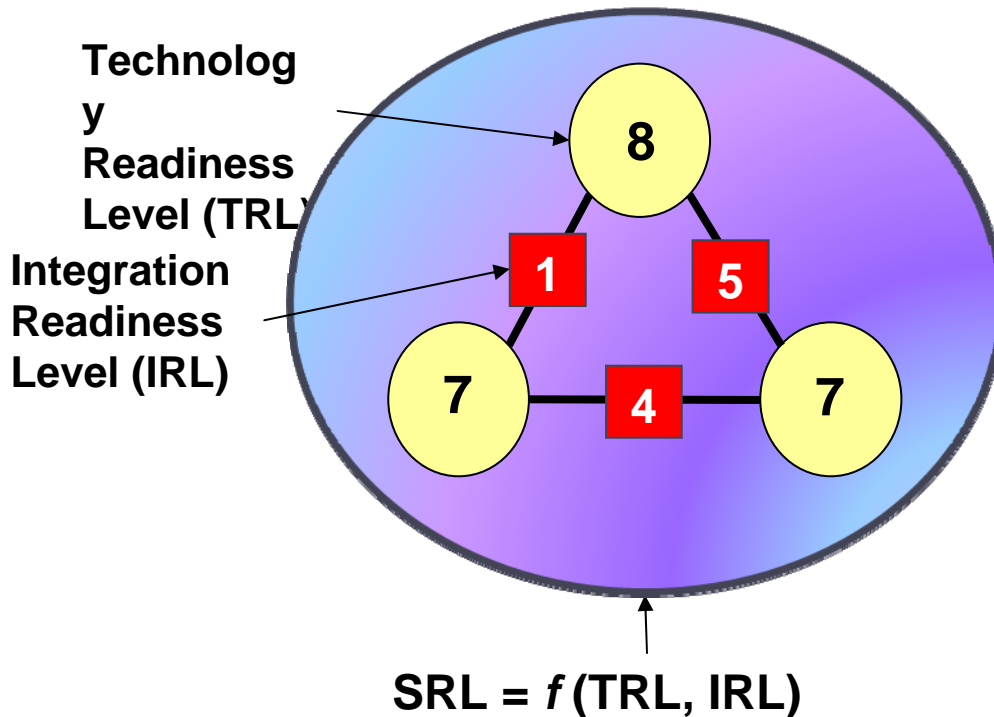 Technolog
y
Readiness
Level (TRL)
Integration
Readiness
Level (IRL)
8
1
5
7
4
7
SRL = f (TRL, IRL)